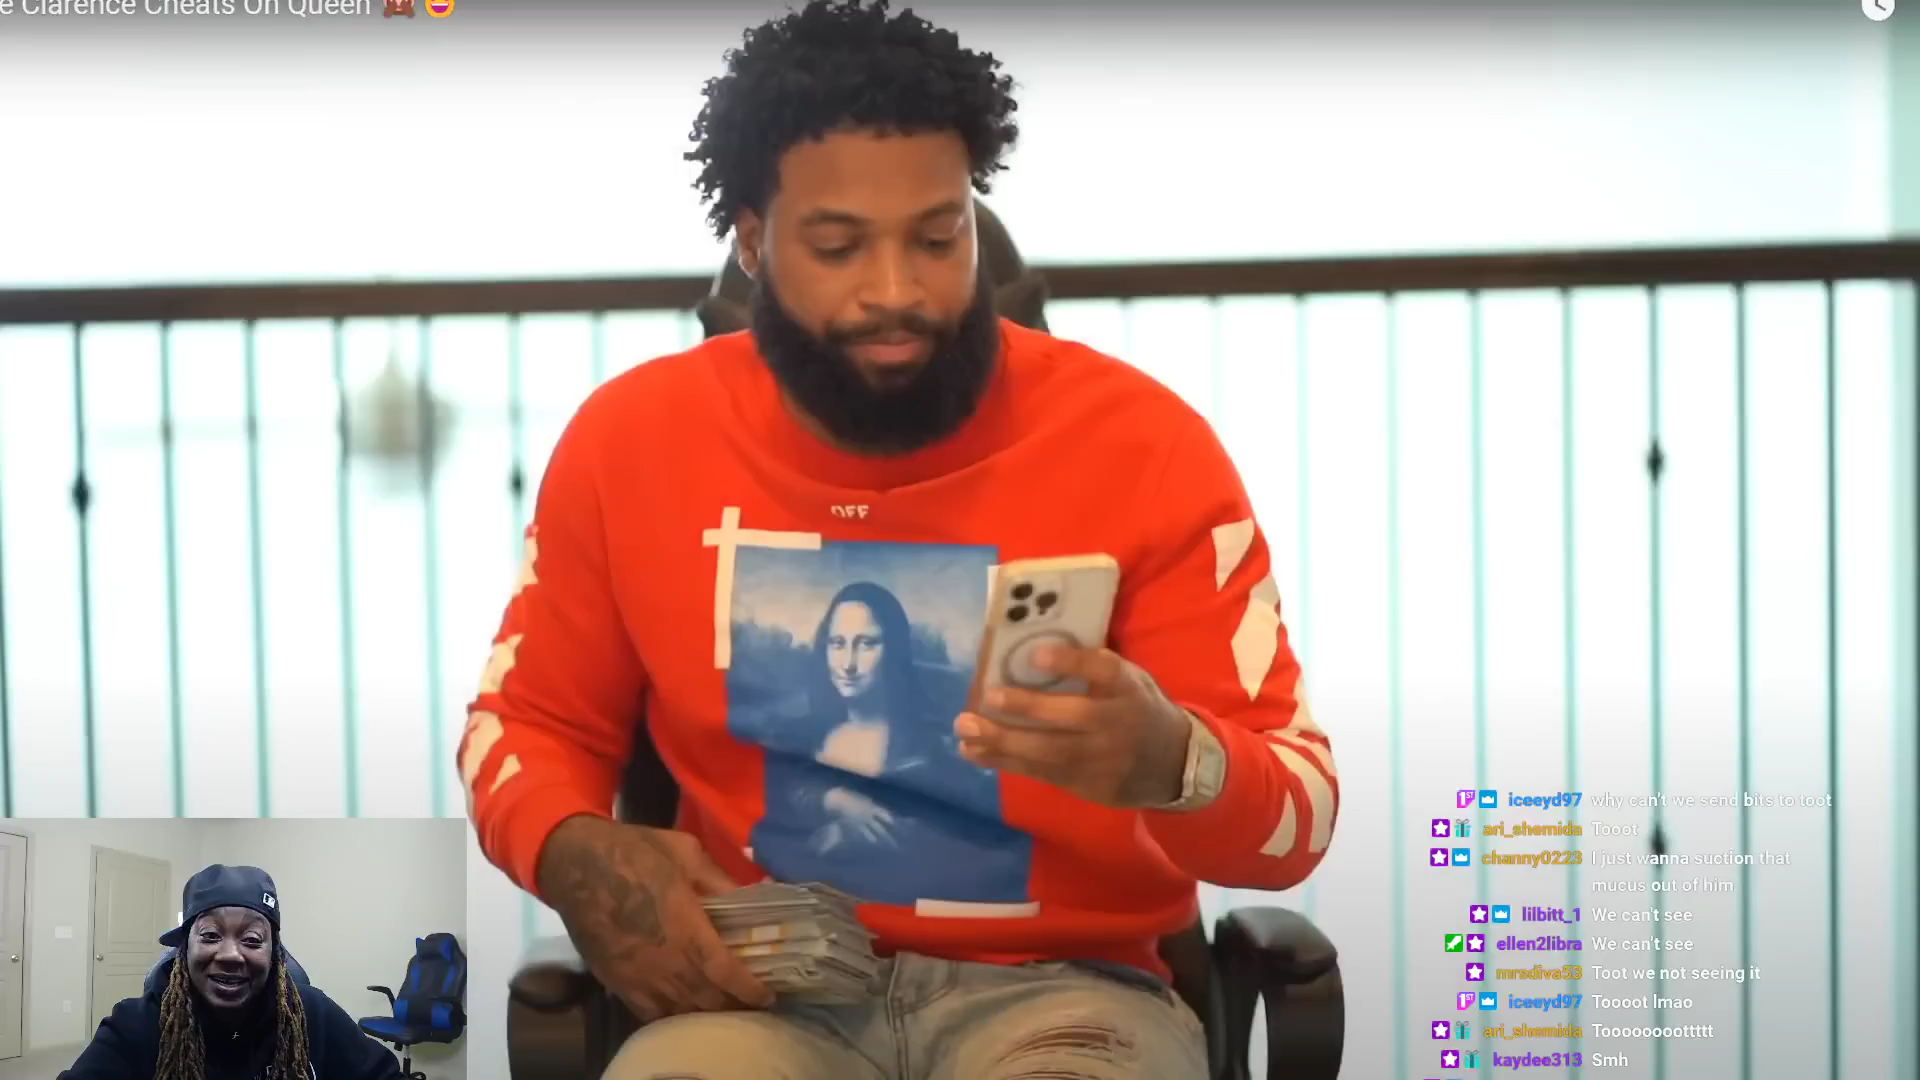 e Clarence Cheats On Queen
OFF
iceeyd97 why can't we send bits to toot
ari_shemida Tooot
channy0223 I just wanna suction that
mucus out of him
lilbitt_1 We can't see
ellen2libra We can't see
mrsdiva53 Toot we not seeing it
iceeyd97 Toooot lmao
ari_shemida Toooooooottttt
kaydee313 Smh